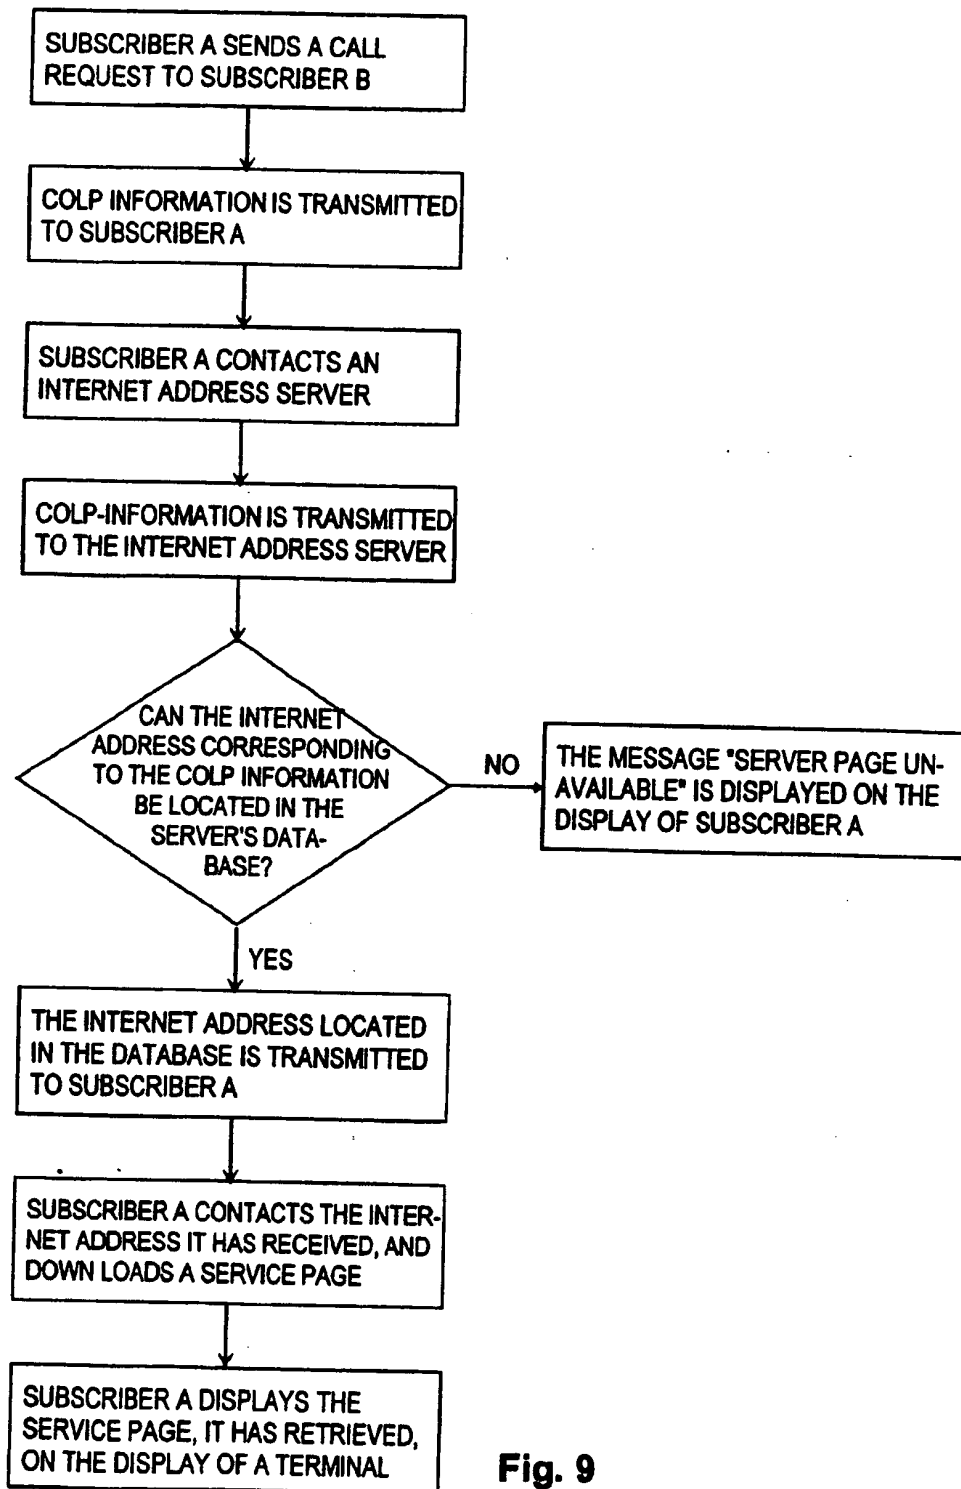 SUBSCRIBER A SENDS A CALL
REQUEST TO SUBSCRIBER B
COLP INFORMATION IS TRANSMITTED
TO SUBSCRIBER A
SUBSCRIBER A CONTACTS AN
INTERNET ADDRESS SERVER
COLP-INFORMATION IS TRANSMITTED
TO THE INTERNET ADDRESS SERVER
CAN THE INTERNET
ADDRESS CORRESPONDING
TO THE COLP INFORMATION
BE LOCATED IN THE
SERVER'S DATA-
BASE?
NO
THE MESSAGE "SERVER PAGE UN-
AVAILABLE" IS DISPLAYED ON THE
DISPLAY OF SUBSCRIBER A
YES
THE INTERNET ADDRESS LOCATED
IN THE DATABASE IS TRANSMITTED
TO SUBSCRIBER A
SUBSCRIBER A CONTACTS THE INTER-
NET ADDRESS IT HAS RECEIVED, AND
DOWN LOADS A SERVICE PAGE
SUBSCRIBER A DISPLAYS THE
SERVICE PAGE, IT HAS RETRIEVED,
ON THE DISPLAY OF A TERMINAL
Fig. 9